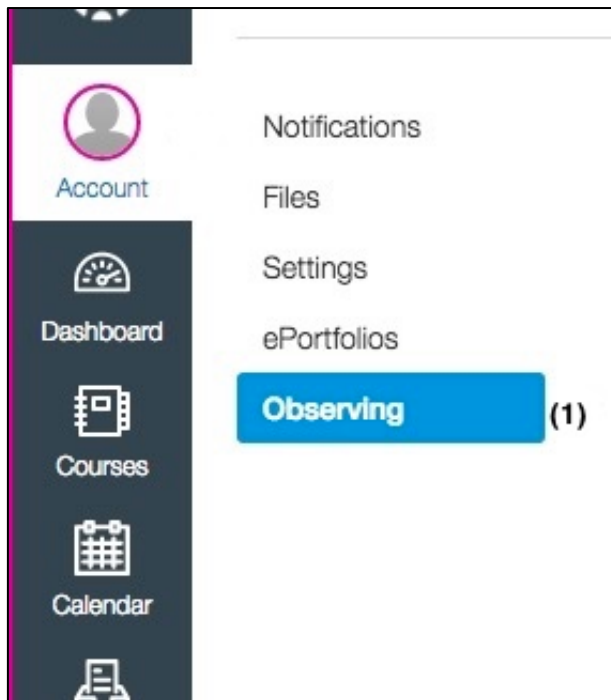 Account
Dashboard
Courses
Calendar
Notifications
Files
Settings
ePortfolios
Observing (1)